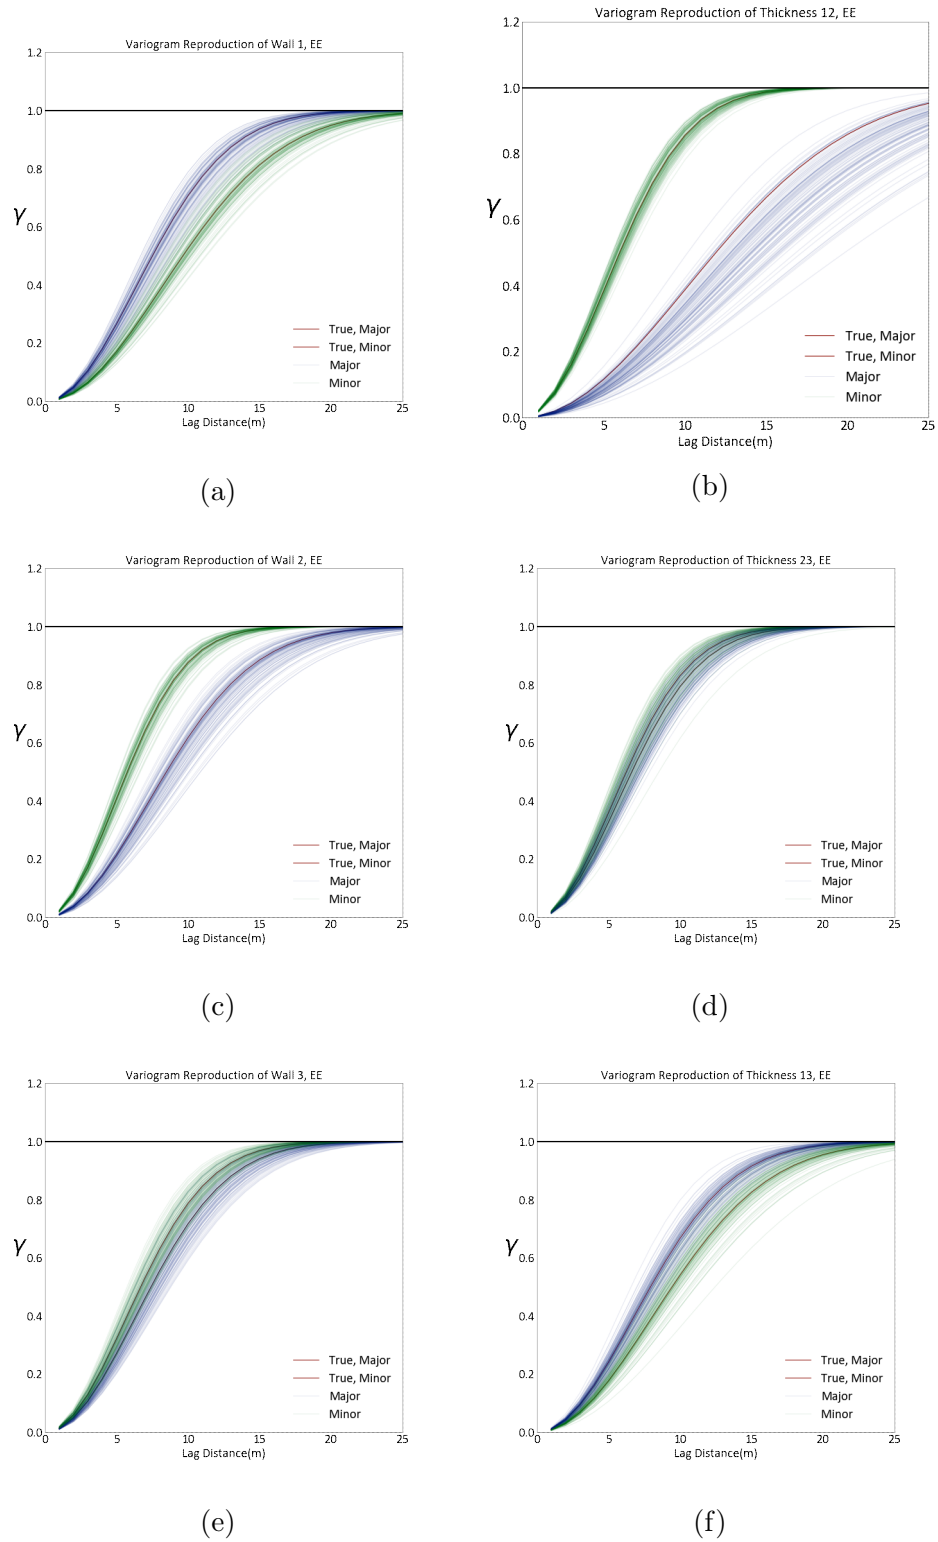 Variogram Reproduction of Wall 1, EE
1.2
1.0
0.8
γ
0.6
0.4
0.2
0.0
0 5 10 15 20 25
Lag Distance(m)
True, Major
True, Minor
Major
Minor
(a)
Variogram Reproduction of Thickness 12, EE
1.2
1.0
0.8
γ
0.6
0.4
0.2
0.0
0 5 10 15 20 25
Lag Distance(m)
True, Major
True, Minor
Major
Minor
(b)
Variogram Reproduction of Wall 2, EE
1.2
1.0
0.8
γ
0.6
0.4
0.2
0.0
0 5 10 15 20 25
Lag Distance(m)
True, Major
True, Minor
Major
Minor
(c)
Variogram Reproduction of Thickness 23, EE
1.2
1.0
0.8
γ
0.6
0.4
0.2
0.0
0 5 10 15 20 25
Lag Distance(m)
True, Major
True, Minor
Major
Minor
(d)
Variogram Reproduction of Wall 3, EE
1.2
1.0
0.8
γ
0.6
0.4
0.2
0.0
0 5 10 15 20 25
Lag Distance(m)
True, Major
True, Minor
Major
Minor
(e)
Variogram Reproduction of Thickness 13, EE
1.2
1.0
0.8
γ
0.6
0.4
0.2
0.0
0 5 10 15 20 25
Lag Distance(m)
True, Major
True, Minor
Major
Minor
(f)